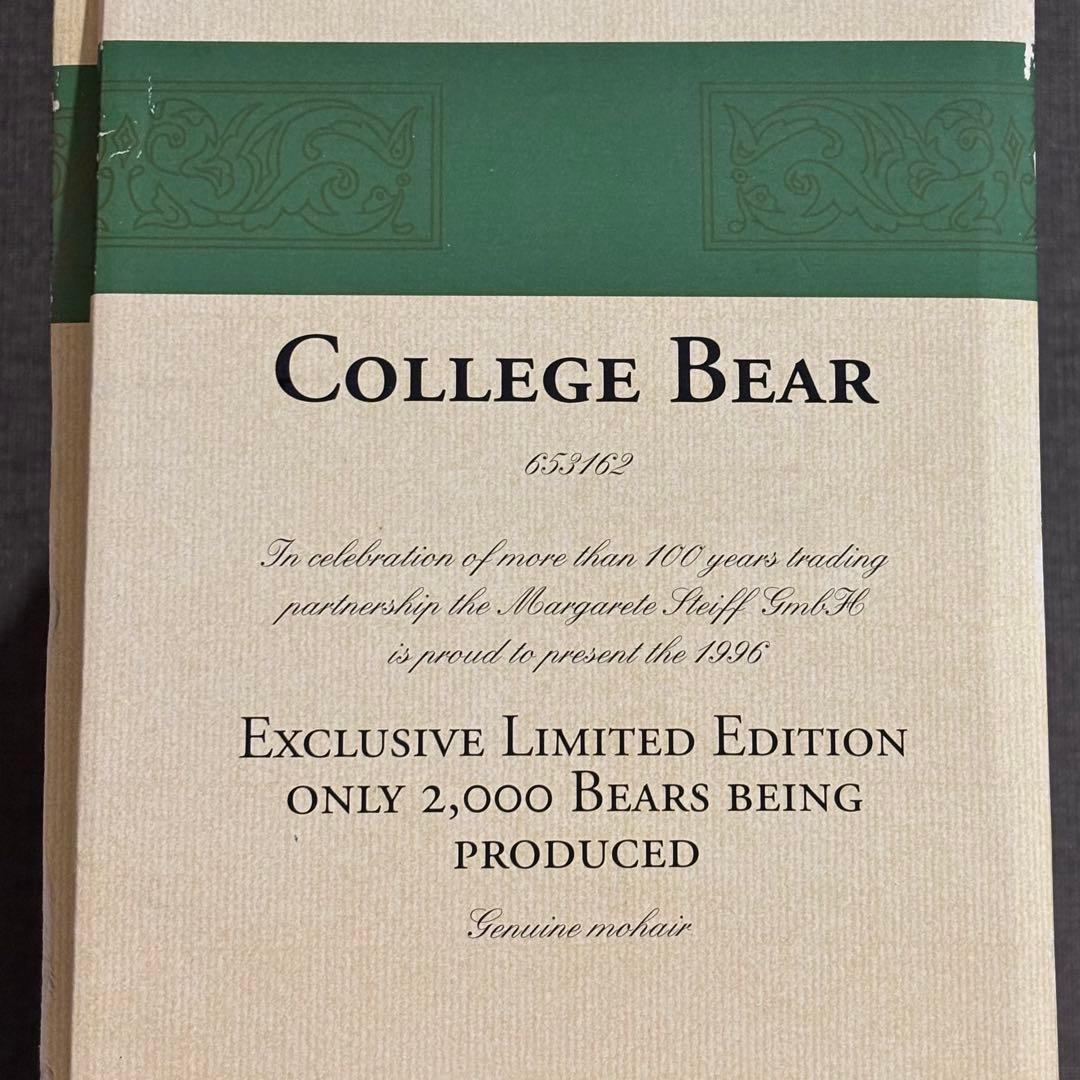 COLLEGE BEAR
653162
In celebration of more than 100 years trading
partnership the Margarete Steiff GmbH
is proud to present the 1996
EXCLUSIVE LIMITED EDITION
ONLY 2,000 BEARS BEING
PRODUCED
Genuine mohair